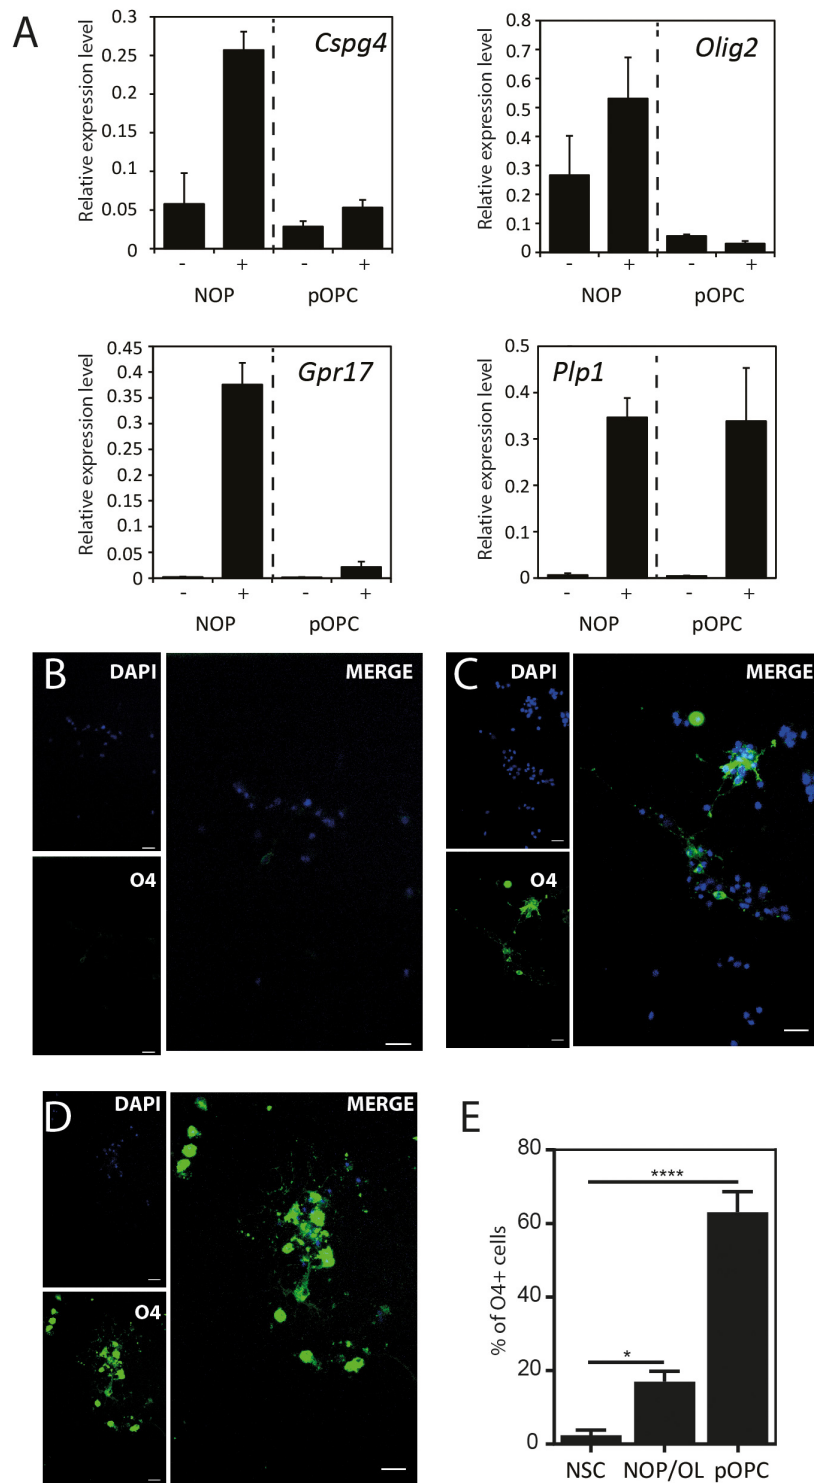 A
Cspg4
Relative expression level
0.3
0.25
0.2
0.15
0.1
0.05
0
- + - +
NOP pOPC
Olig2
Relative expression level
0.8
0.7
0.6
0.5
0.4
0.3
0.2
0.1
0
- + - +
NOP pOPC
Gpr17
Relative expression level
0.45
0.4
0.35
0.3
0.25
0.2
0.15
0.1
0.05
0
- + - +
NOP pOPC
Plp1
Relative expression level
0.5
0.4
0.3
0.2
0.1
0
- + - +
NOP pOPC
B
DAPI
MERGE
O4
C
DAPI
MERGE
O4
D
DAPI
MERGE
O4
E
% of O4+ cells
80
60
40
20
0
****
*
NSC NOP/OL pOPC